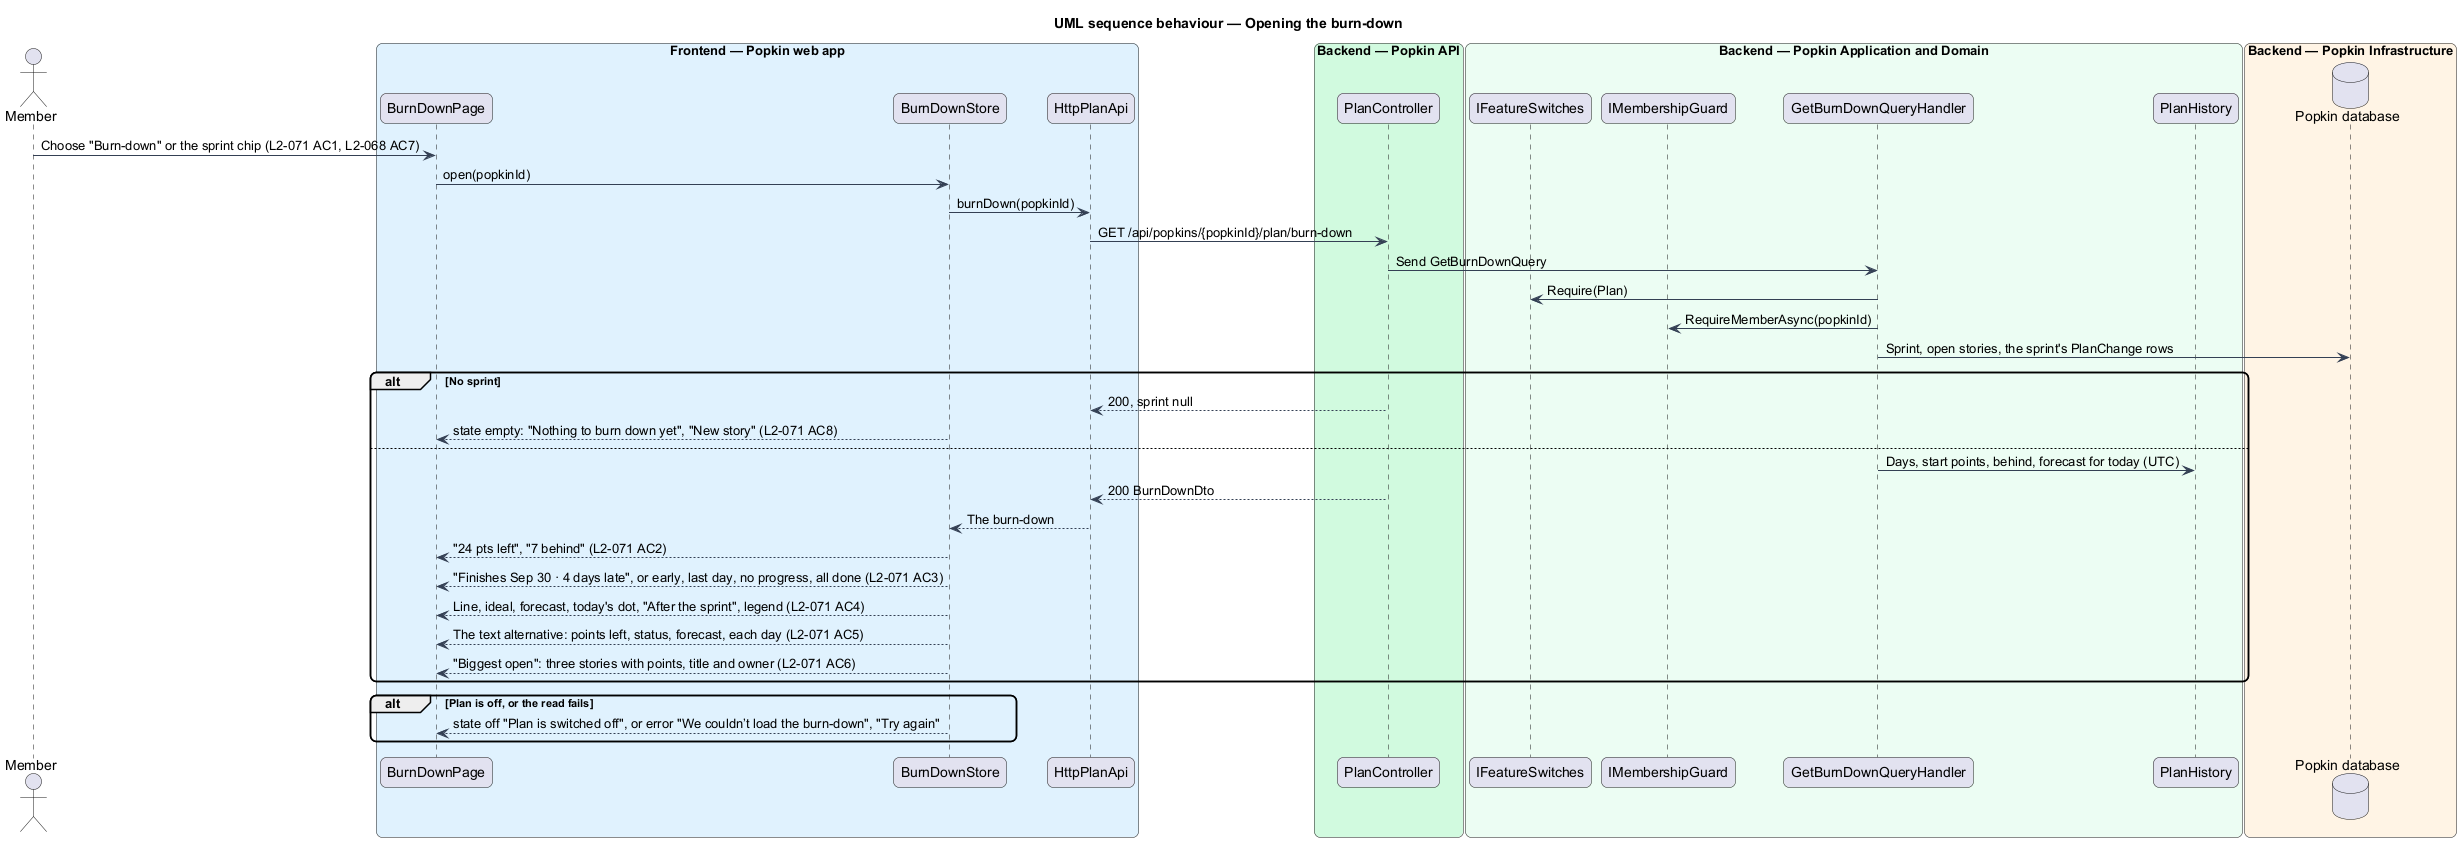 UML sequence behaviour — Opening the burn-down
Frontend — Popkin web app
Backend — Popkin API
Backend — Popkin Application and Domain
Backend — Popkin Infrastructure
Member
BurnDownPage
BurnDownStore
HttpPlanApi
PlanController
IFeatureSwitches
IMembershipGuard
GetBurnDownQueryHandler
PlanHistory
Popkin database
Choose "Burn-down" or the sprint chip (L2-071 AC1, L2-068 AC7)
open(popkinId)
burnDown(popkinId)
GET /api/popkins/{popkinId}/plan/burn-down
Send GetBurnDownQuery
Require(Plan)
RequireMemberAsync(popkinId)
Sprint, open stories, the sprint's PlanChange rows
alt
[No sprint]
200, sprint null
state empty: "Nothing to burn down yet", "New story" (L2-071 AC8)
Days, start points, behind, forecast for today (UTC)
200 BurnDownDto
The burn-down
"24 pts left", "7 behind" (L2-071 AC2)
"Finishes Sep 30 · 4 days late", or early, last day, no progress, all done (L2-071 AC3)
Line, ideal, forecast, today's dot, "After the sprint", legend (L2-071 AC4)
The text alternative: points left, status, forecast, each day (L2-071 AC5)
"Biggest open": three stories with points, title and owner (L2-071 AC6)
alt
[Plan is off, or the read fails]
state off "Plan is switched off", or error "We couldn't load the burn-down", "Try again"
Member
BurnDownPage
BurnDownStore
HttpPlanApi
PlanController
IFeatureSwitches
IMembershipGuard
GetBurnDownQueryHandler
PlanHistory
Popkin database